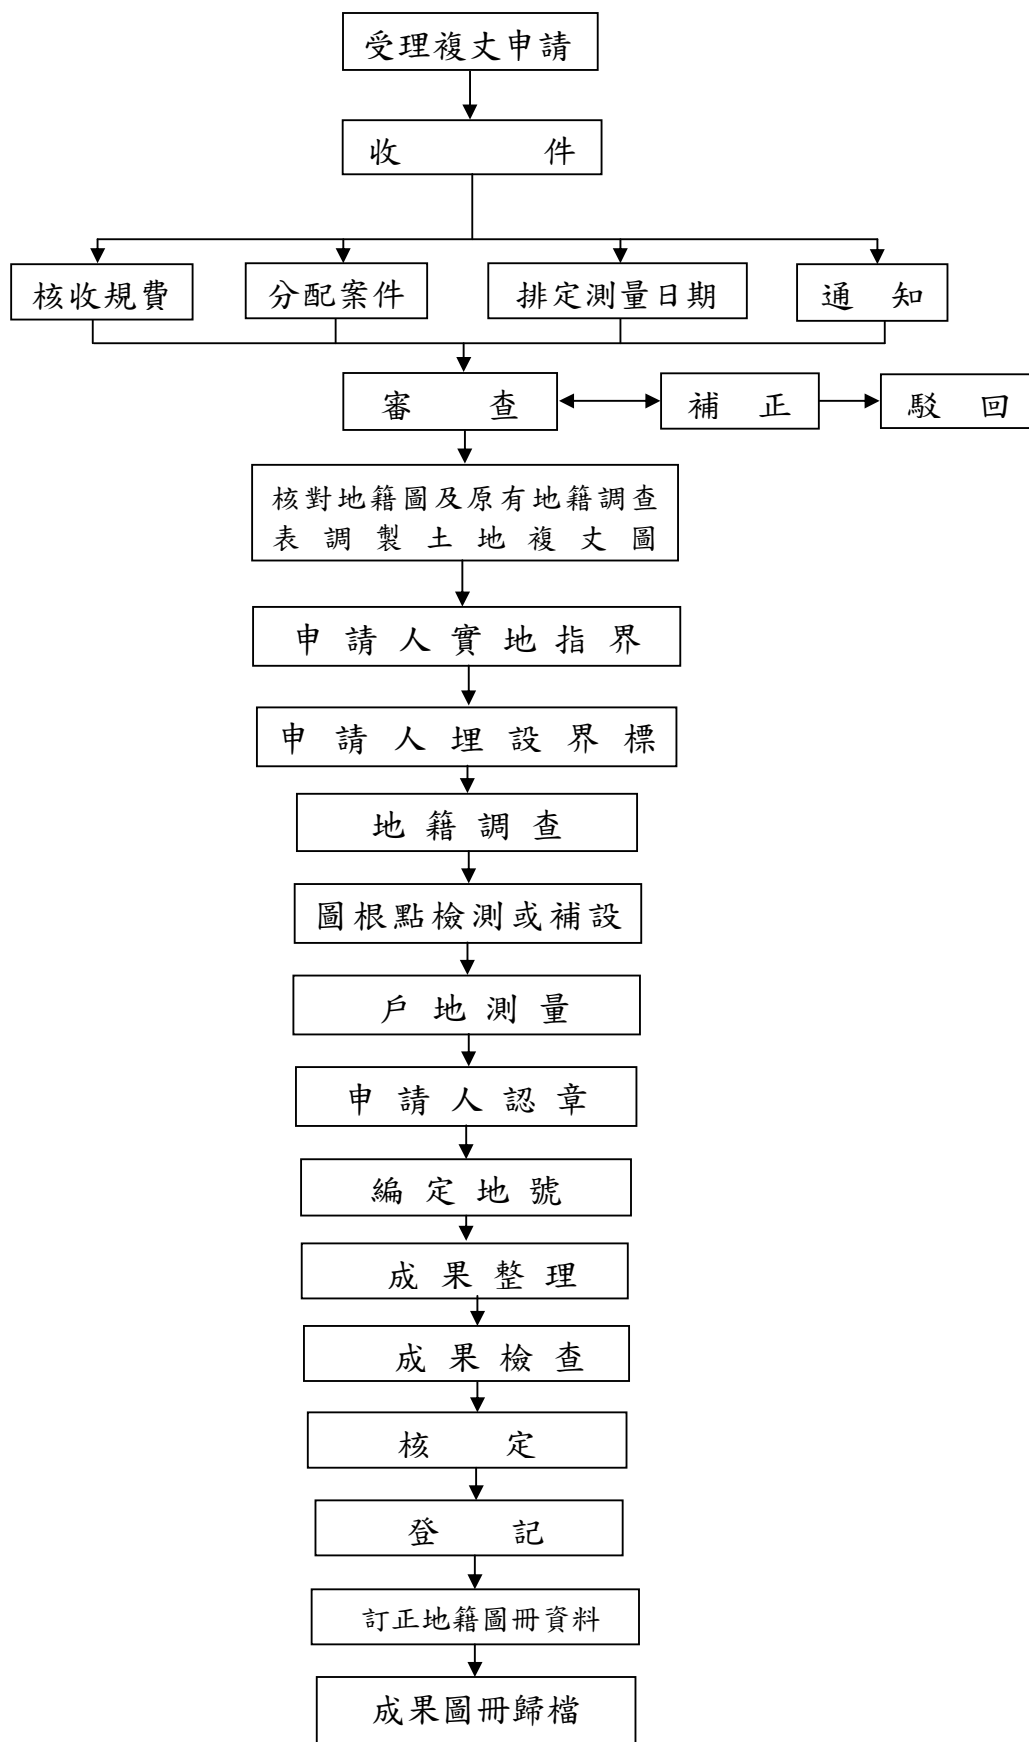 受理複丈申請
收件
核收規費
分配案件
排定測量日期
通知
審查
補正
駁回
核對地籍圖及原有地籍調查
表調製土地複丈圖
申請人實地指界
申請人埋設界標
地籍調查
圖根點檢測或補設
戶地測量
申請人認章
編定地號
成果整理
成果檢查
核定
登記
訂正地籍圖冊資料
成果圖冊歸檔